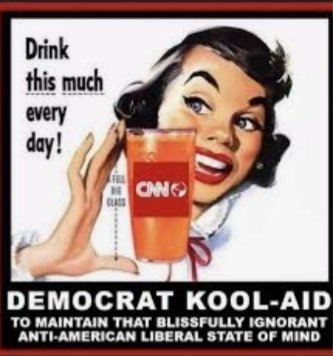 Drink
this much
every
day!
A FULL
BIG
GLASS
CNN
DEMOCRAT KOOL-AID
TO MAINTAIN THAT BLISSFULLY IGNORANT
ANTI-AMERICAN LIBERAL STATE OF MIND